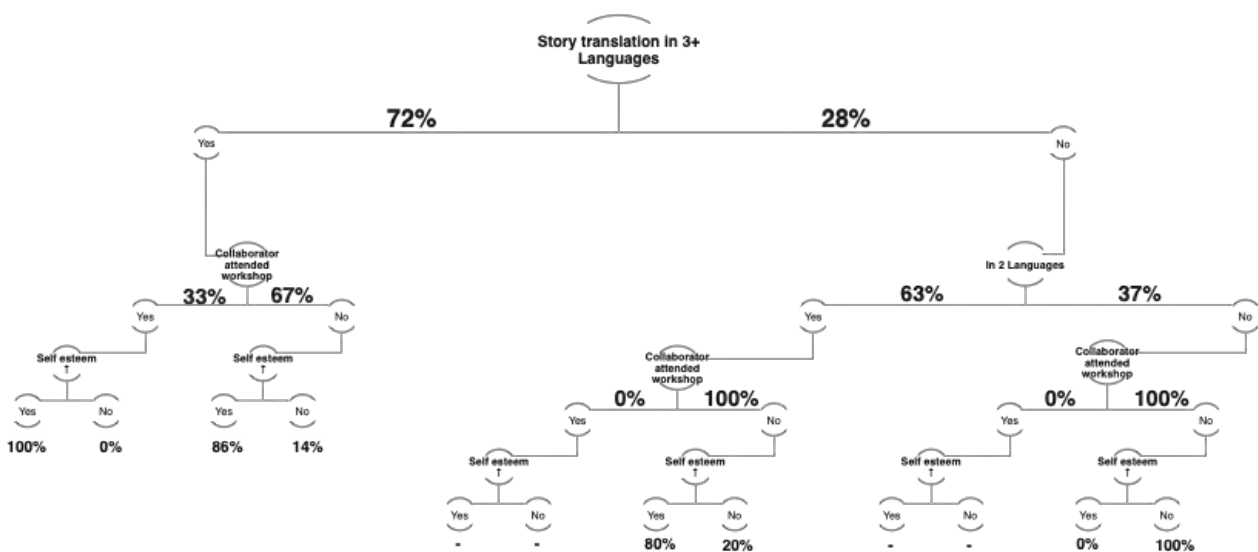 Story translation in 3+
Languages
72%
28%
Yes
No
Collaborator
attended
workshop
In 2 Languages
33%
67%
63%
37%
Yes
No
Yes
No
Self esteem
↑
Self esteem
↑
Collaborator
attended
workshop
Collaborator
attended
workshop
Yes
No
Yes
No
0%
100%
0%
100%
100%
0%
86%
14%
Yes
No
Yes
No
Self esteem
↑
Self esteem
↑
Self esteem
↑
Self esteem
↑
Yes
No
Yes
No
Yes
No
Yes
No
-
-
80%
20%
-
-
0%
100%